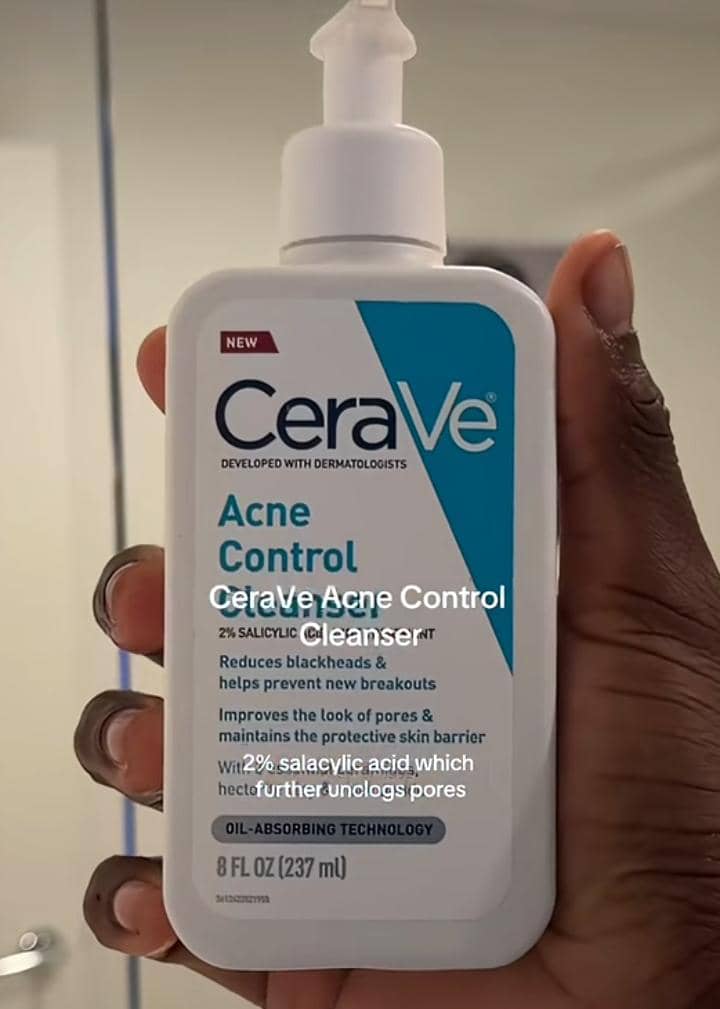 NEW
CeraVe®
DEVELOPED WITH DERMATOLOGISTS
Acne
Control
Cleanser
CeraVe Acne Control
Cleanser
2% SALICYLIC
Reduces blackheads &
helps prevent new breakouts
Improves the look of pores &
maintains the protective skin barrier
2% salacylic acid which
further unclogs pores
OIL-ABSORBING TECHNOLOGY
8 FL OZ (237 ml)